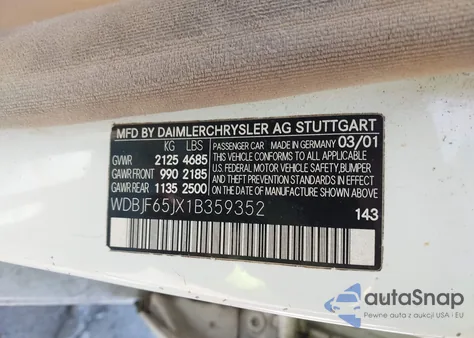 MFD BY DAIMLERCHRYSLER AG STUTTGART
KG LBS
GVWR 2125 4685
GAWR FRONT 990 2185
GAWR REAR 1135 2500
PASSENGER CAR MADE IN GERMANY 03/01
THIS VEHICLE CONFORMS TO ALL APPLICABLE
U.S. FEDERAL MOTOR VEHICLE SAFETY, BUMPER,
AND THEFT PREVENTION STANDARDS IN EFFECT
ON THE DATE OF MANUFACTURE SHOWN ABOVE
WDBJF65JX1B359352
143
autoSnap
Pewne auta z aukcji USA i EU